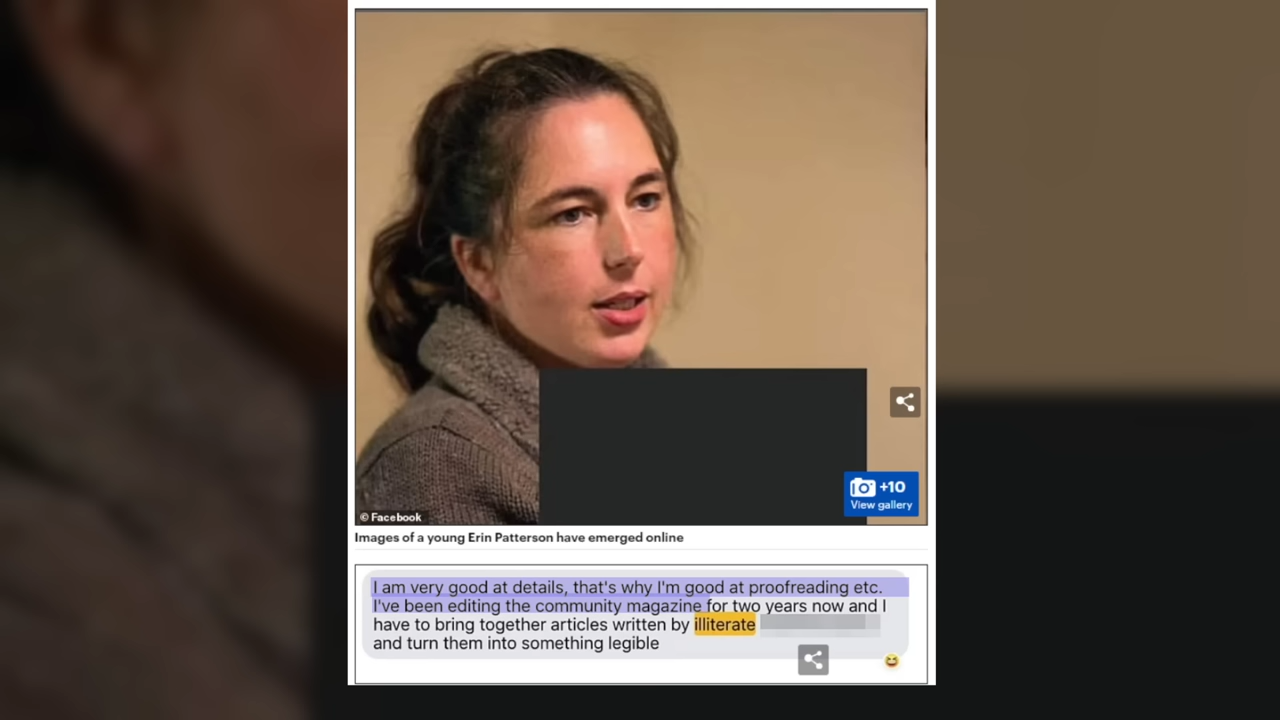 +10
View gallery
© Facebook
Images of a young Erin Patterson have emerged online
I am very good at details, that's why I'm good at proofreading etc.
I've been editing the community magazine for two years now and I
have to bring together articles written by illiterate
and turn them into something legible